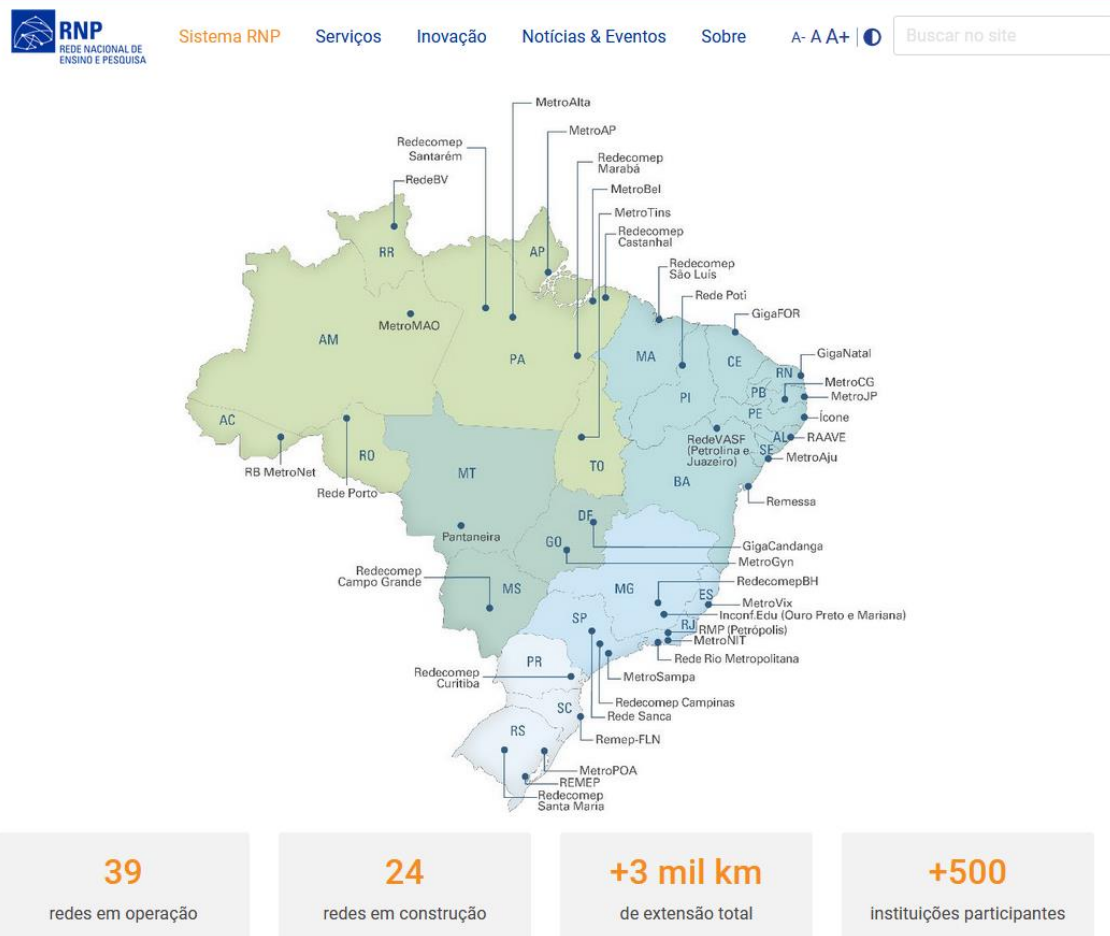 RNP
REDE NACIONAL DE
ENSINO E PESQUISA
Sistema RNP
Serviços
Inovação
Notícias & Eventos
Sobre
A- A A+ |
Buscar no site
MetroAlta
MetroAP
Redecomep
Santarém
Redecomep
Marabá
RedeBV
MetroBel
MetroTins
Redecomep
Castanhal
RR
AP
Redecomep
São Luís
Rede Poti
GigaFOR
MetroMAO
AM
PA
MA
CE
GigaNatal
RN
MetroCG
PB
MetroJP
PI
PE
Ícone
AC
RedeVASF
(Petrolina e
Juazeiro)
AL
RAAVE
SE
MetroAju
RO
RB MetroNet
MT
TO
BA
Rede Porto
Remessa
DF
Pantaneira
GO
GigaCandanga
MetroGyn
Redecomep
Campo Grande
MS
MG
RedecomepBH
ES
MetroVix
Inconf.Edu (Ouro Preto e Mariana)
SP
RJ
RMP (Petrópolis)
MetroNIT
Rede Rio Metropolitana
PR
Redecomep
Curitiba
MetroSampa
Redecomep Campinas
SC
Rede Sanca
RS
Remep-FLN
MetroPOA
REMEP
Redecomep
Santa Maria
39
redes em operação
24
redes em construção
+3 mil km
de extensão total
+500
instituições participantes